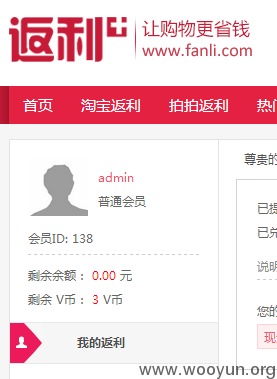 返利
让购物更省钱
www.fanli.com
首页 淘宝返利 拍拍返利 热门
尊贵的
admin
普通会员
会员ID: 138
已提
已兑
剩余余额： 0.00 元
说明
剩余 V币： 3 V币
您的
现
我的返利
www.wooyun.org